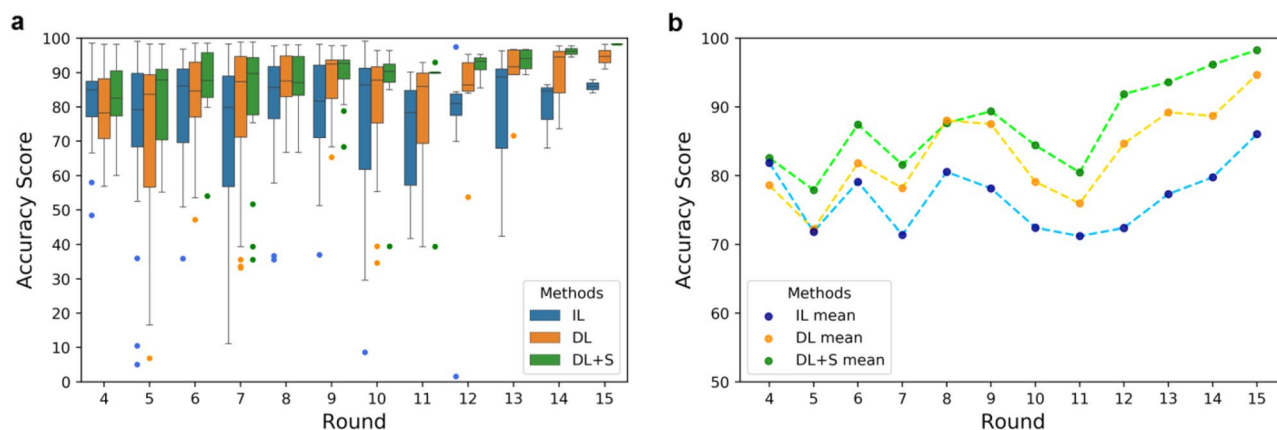 a
Accuracy Score
100
90
80
70
60
50
40
30
20
10
0
Methods
IL
DL
DL+S
4 5 6 7 8 9 10 11 12 13 14 15
Round
b
Accuracy Score
100
90
80
70
60
50
Methods
IL mean
DL mean
DL+S mean
4 5 6 7 8 9 10 11 12 13 14 15
Round